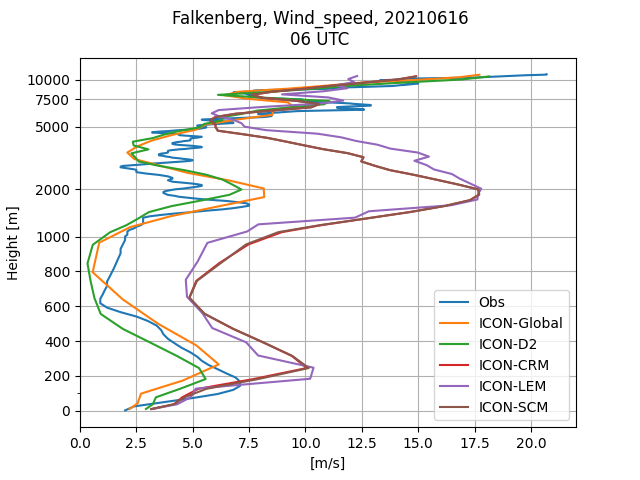 Falkenberg, Wind_speed, 20210616
06 UTC
Height [m]
10000
7500
5000
2000
1000
800
600
400
200
0
Obs
ICON-Global
ICON-D2
ICON-CRM
ICON-LEM
ICON-SCM
0.0 2.5 5.0 7.5 10.0 12.5 15.0 17.5 20.0
[m/s]